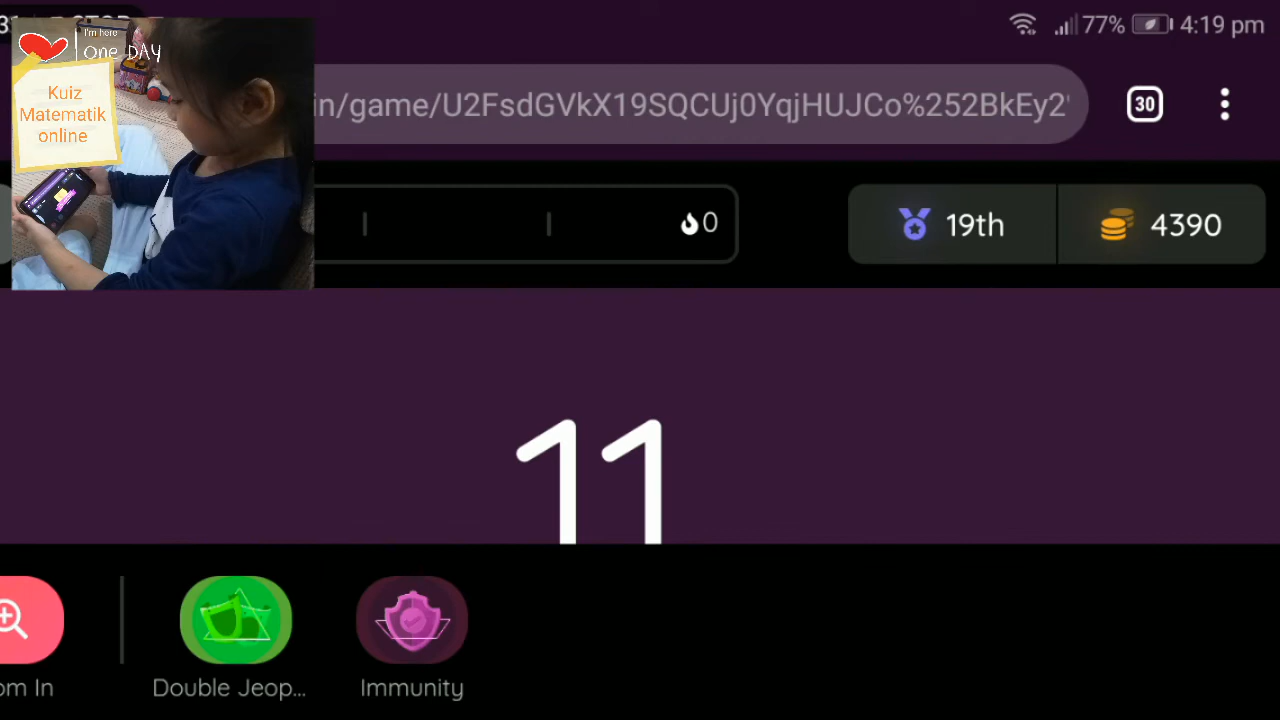 77% 4:19 pm
I'm here
one DAY
Kuiz
Matematik
online
in/game/U2FsdGVkX19SQCUj0YqjHUJCo%252BkEy2
30
0
19th
4390
11
om In
Double Jeop...
Immunity